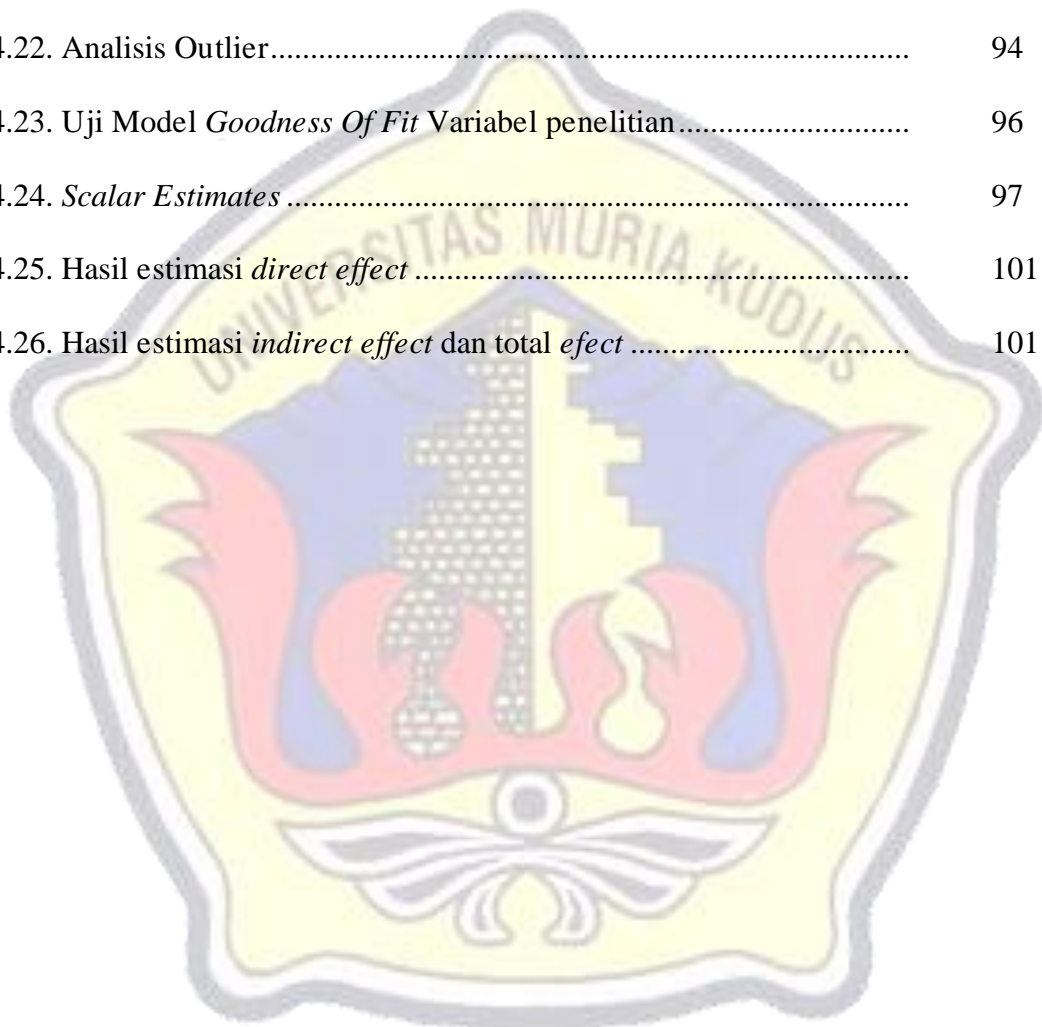 4.22. Analisis Outlier................................................................................ 94
4.23. Uji Model Goodness Of Fit Variabel penelitian............................. 96
4.24. Scalar Estimates .............................................................................. 97
4.25. Hasil estimasi direct effect .............................................................. 101
4.26. Hasil estimasi indirect effect dan total efect ................................... 101
UNIVERSITAS MURIA KUDUS